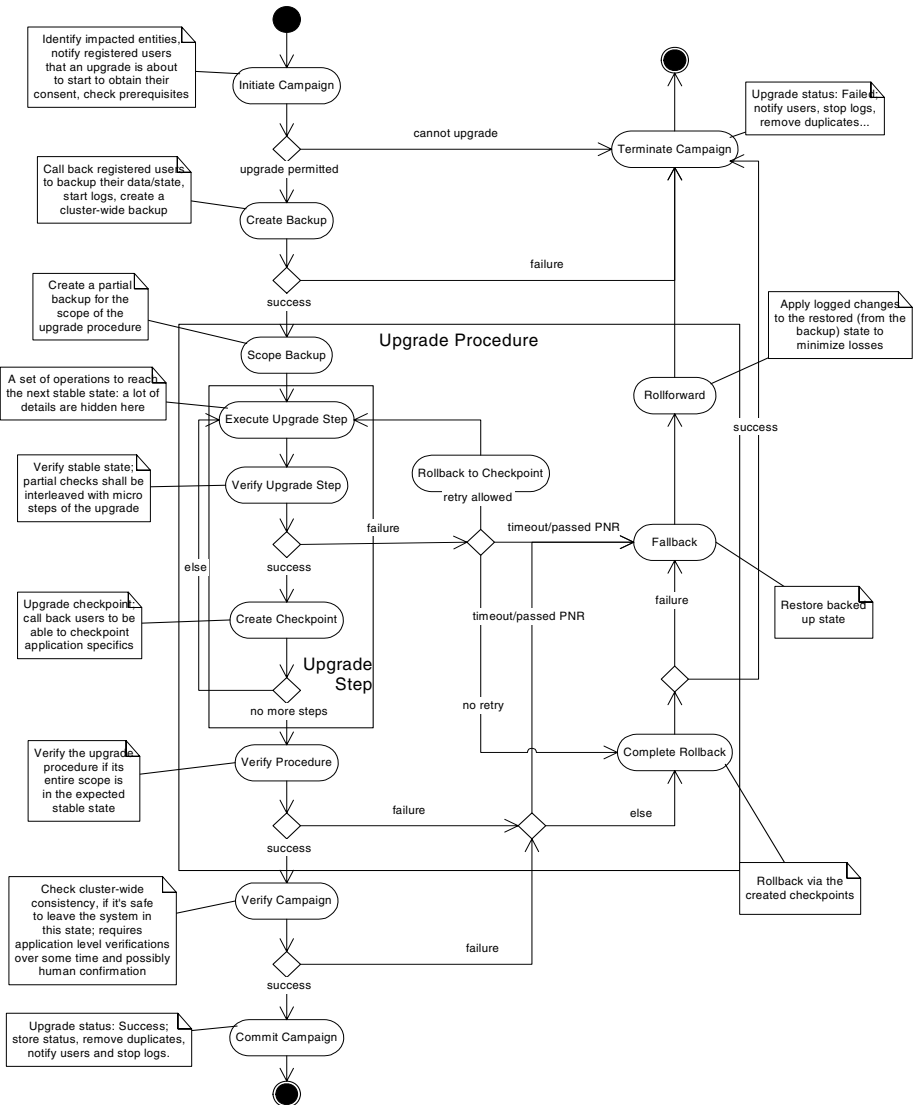 Identify impacted entities,
notify registered users
that an upgrade is about
to start to obtain their
consent, check prerequisites
Initiate Campaign
cannot upgrade
upgrade permitted
Upgrade status: Failed;
notify users, stop logs,
remove duplicates...
Terminate Campaign
Call back registered users
to backup their data/state,
start logs, create a
cluster-wide backup
Create Backup
failure
success
Create a partial
backup for the
scope of the
upgrade procedure
Scope Backup
Upgrade Procedure
Apply logged changes
to the restored (from the
backup) state to
minimize losses
A set of operations to reach
the next stable state: a lot of
details are hidden here
Execute Upgrade Step
Rollforward
success
Verify stable state;
partial checks shall be
interleaved with micro
steps of the upgrade
Verify Upgrade Step
Rollback to Checkpoint
retry allowed
failure
timeout/passed PNR
Fallback
else
success
failure
Restore backed
up state
Upgrade checkpoint;
call back users to be
able to checkpoint
application specifics
Create Checkpoint
timeout/passed PNR
Upgrade
Step
no more steps
no retry
Verify the upgrade
procedure if its
entire scope is
in the expected
stable state
Verify Procedure
Complete Rollback
failure
else
success
Rollback via the
created checkpoints
Check cluster-wide
consistency, if it's safe
to leave the system in
this state; requires
application level verifications
over some time and possibly
human confirmation
Verify Campaign
failure
success
Upgrade status: Success;
store status, remove duplicates,
notify users and stop logs.
Commit Campaign